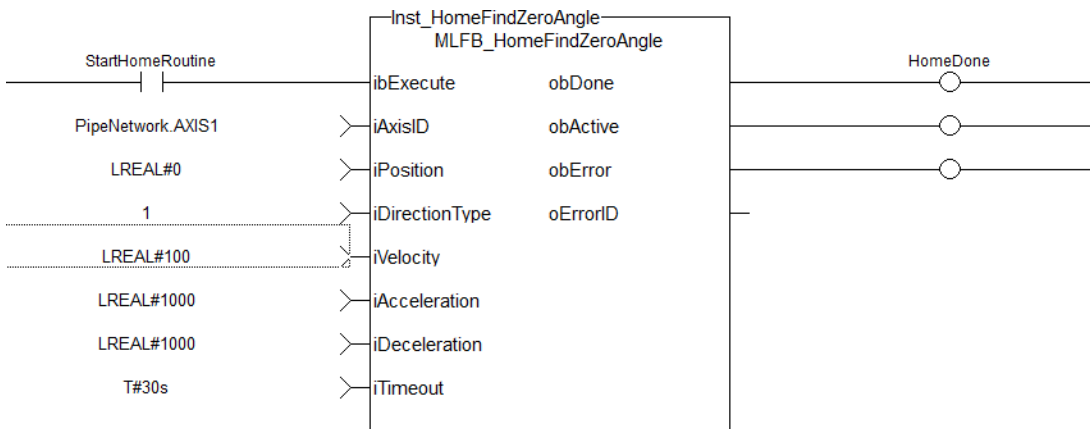 Inst_HomeFindZeroAngle
MLFB_HomeFindZeroAngle
StartHomeRoutine
HomeDone
ibExecute
obDone
PipeNetwork.AXIS1
iAxisID
obActive
LREAL#0
iPosition
obError
1
iDirectionType
oErrorID
LREAL#100
iVelocity
LREAL#1000
iAcceleration
LREAL#1000
iDeceleration
T#30s
iTimeout